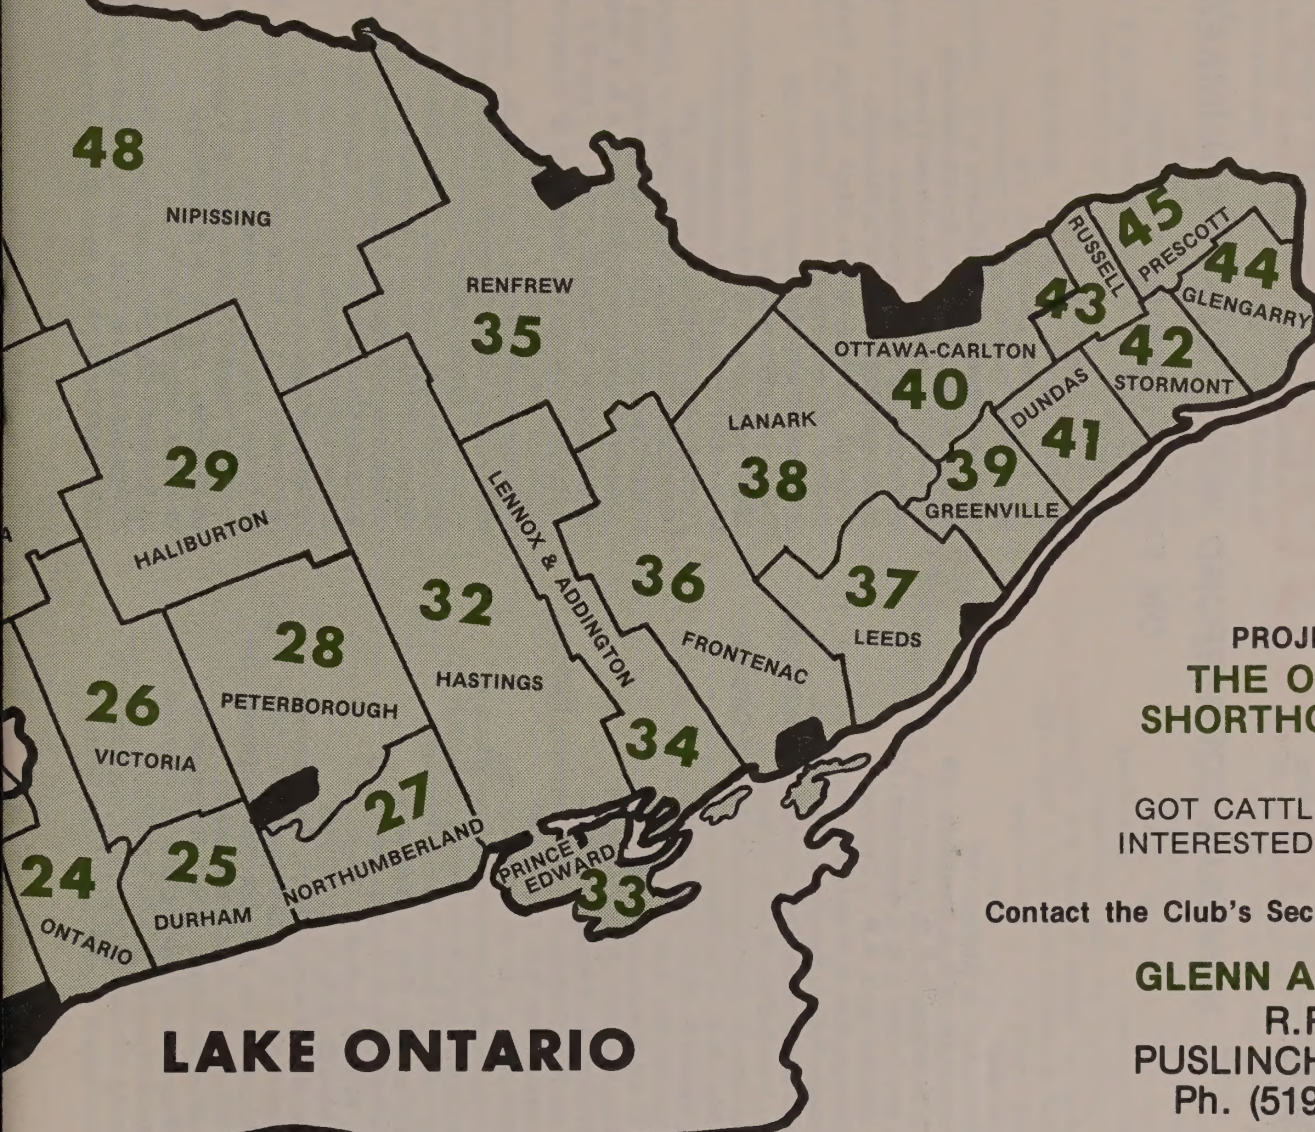 48
NIPISSING
RENFREW
35
45
PRESCOTT
RUSSELL
44
GLENGARRY
43
42
STORMONT
OTTAWA-CARLTON
40
DUNDAS
41
LANARK
38
39
GREENVILLE
29
HALIBURTON
A
LENNOX & ADDINGTON
32
HASTINGS
36
FRONTENAC
37
LEEDS
28
PETERBOROUGH
26
VICTORIA
34
27
NORTHUMBERLAND
PRINCE
EDWARD
33
24
ONTARIO
25
DURHAM
LAKE ONTARIO
PROJE
THE O
SHORTHO
GOT CATTL
INTERESTED
Contact the Club's Sec
GLENN A
R.R
PUSLINCH
Ph. (519